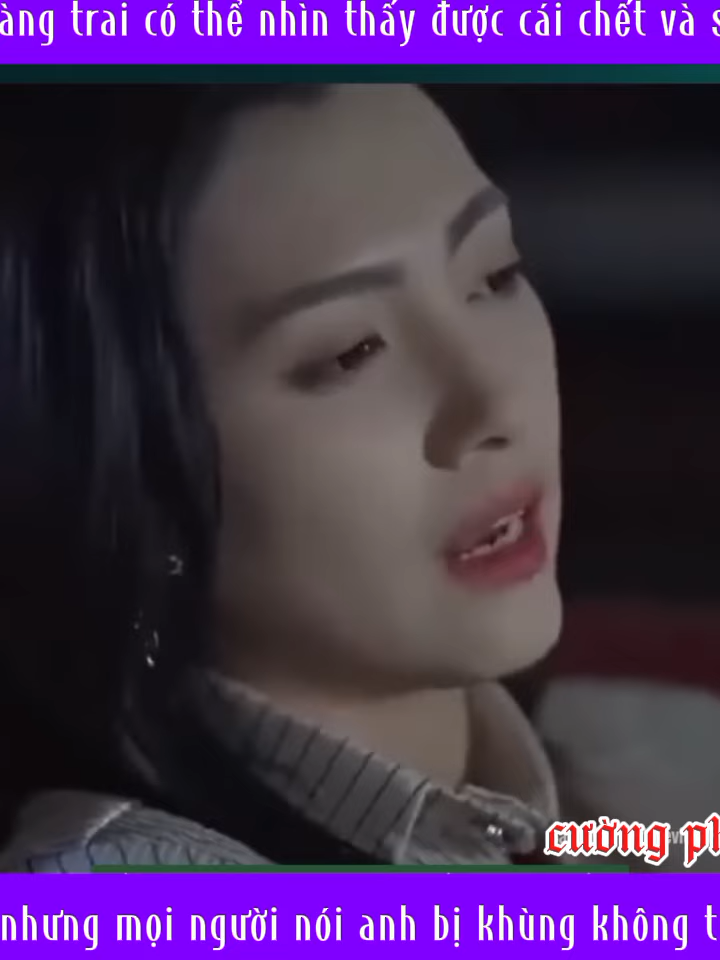 àng trai có thể nhìn thấy được cái chết và s
cường ph
nhưng mọi người nói anh bị khùng không t